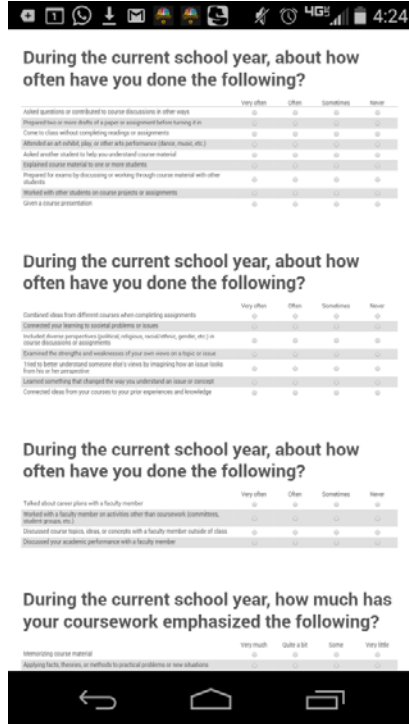 1 4G 4:24
During the current school year, about how
often have you done the following?
Very often Often Sometimes Never
Asked questions or contributed to course discussions in other ways
Prepared two or more drafts of a paper or assignment before turning it in
Come to class without completing readings or assignments
Attended an art exhibit, play, or other arts performance (dance, music, etc.)
Asked another student to help you understand course material
Explained course material to one or more students
Prepared for exams by discussing or working through course material with other
students
Worked with other students on course projects or assignments
Given a course presentation
During the current school year, about how
often have you done the following?
Very often Often Sometimes Never
Combined ideas from different courses when completing assignments
Connected your learning to societal problems or issues
Included diverse perspectives (political, religious, racial/ethnic, gender, etc.) in
course discussions or assignments
Examined the strengths and weaknesses of your own views on a topic or issue
Tried to better understand someone else's views by imagining how an issue looks
from his or her perspective
Learned something that changed the way you understand an issue or concept
Connected ideas from your courses to your prior experiences and knowledge
During the current school year, about how
often have you done the following?
Very often Often Sometimes Never
Talked about career plans with a faculty member
Worked with a faculty member on activities other than coursework (committees,
student groups, etc.)
Discussed course topics, ideas, or concepts with a faculty member outside of class
Discussed your academic performance with a faculty member
During the current school year, how much has
your coursework emphasized the following?
Very much Quite a bit Some Very little
Memorizing course material
Applying facts, theories, or methods to practical problems or new situations